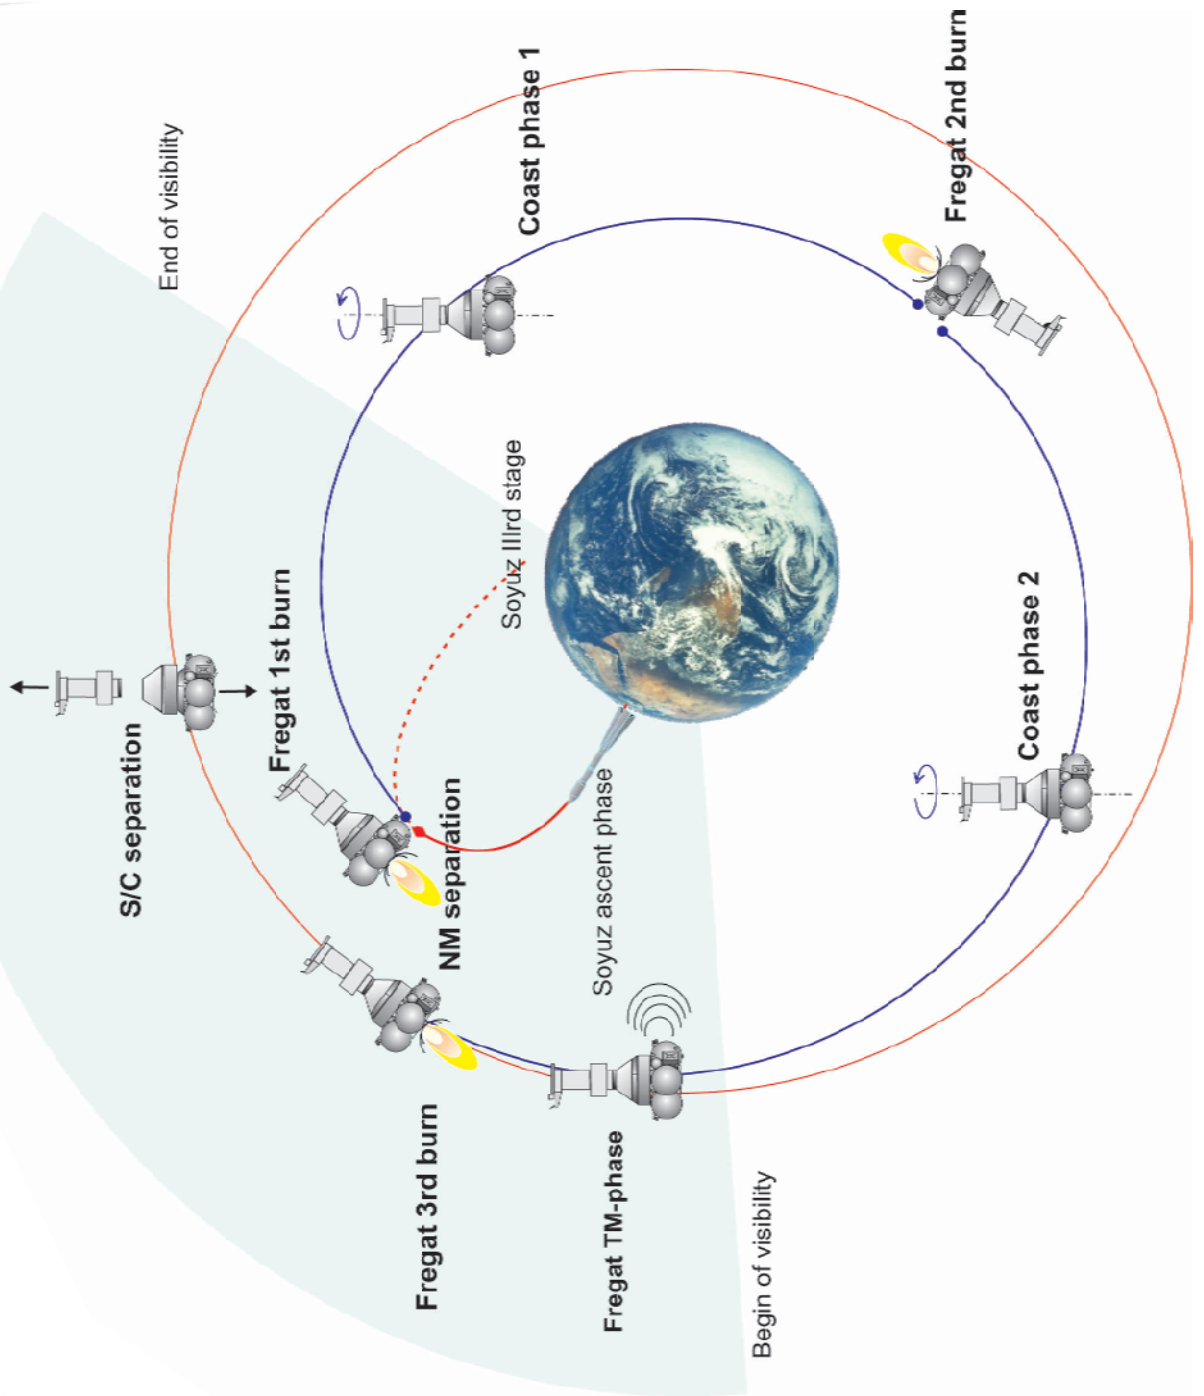 End of visibility
Coast phase 1
Fregat 2nd burn
Soyuz IIIrd stage
Fregat 1st burn
S/C separation
NM separation
Soyuz ascent phase
Coast phase 2
Fregat 3rd burn
Fregat TM-phase
Begin of visibility